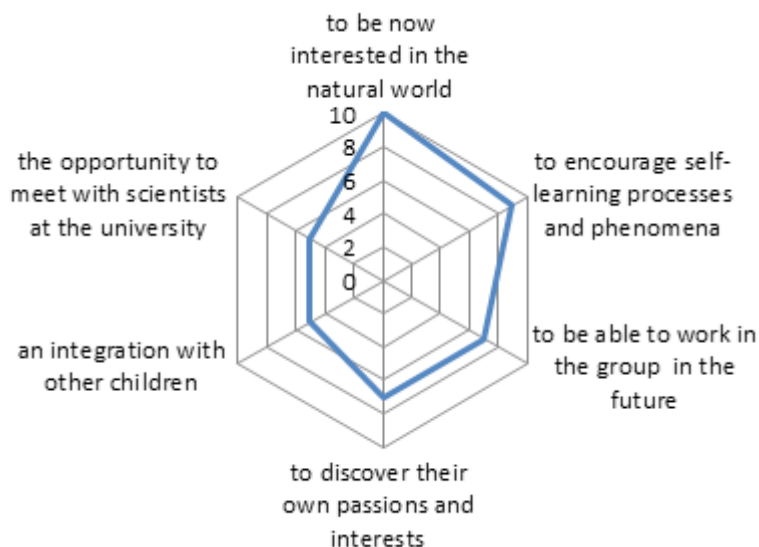 to be now
interested in the
natural world
10
8
6
4
2
0
to encourage self-
learning processes
and phenomena
to be able to work in
the group in the
future
to discover their
own passions and
interests
an integration with
other children
the opportunity to
meet with scientists
at the university